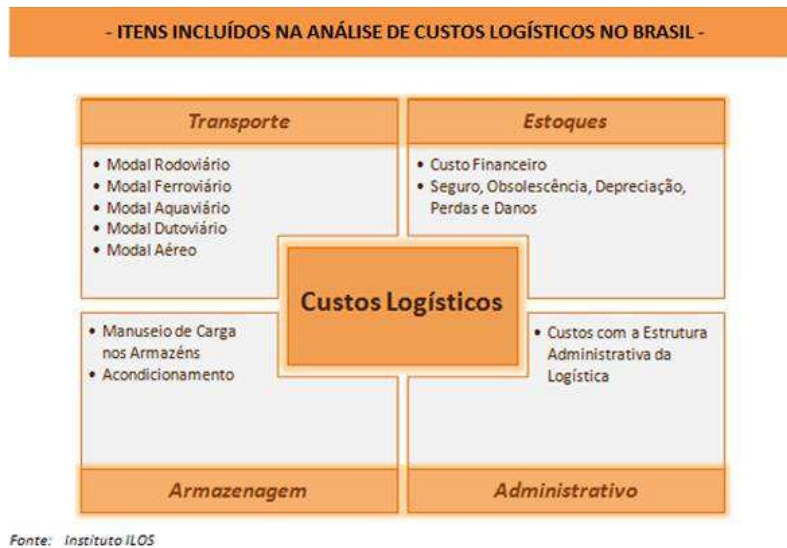 - ITENS INCLUÍDOS NA ANÁLISE DE CUSTOS LOGÍSTICOS NO BRASIL -
Transporte
• Modal Rodoviário
• Modal Ferroviário
• Modal Aquaviário
• Modal Dutoviário
• Modal Aéreo
Estoques
• Custo Financeiro
• Seguro, Obsolescência, Depreciação,
Perdas e Danos
Custos Logísticos
• Manuseio de Carga
nos Armazéns
• Acondicionamento
Armazenagem
• Custos com a Estrutura
Administrativa da
Logística
Administrativo
Fonte: Instituto ILOS